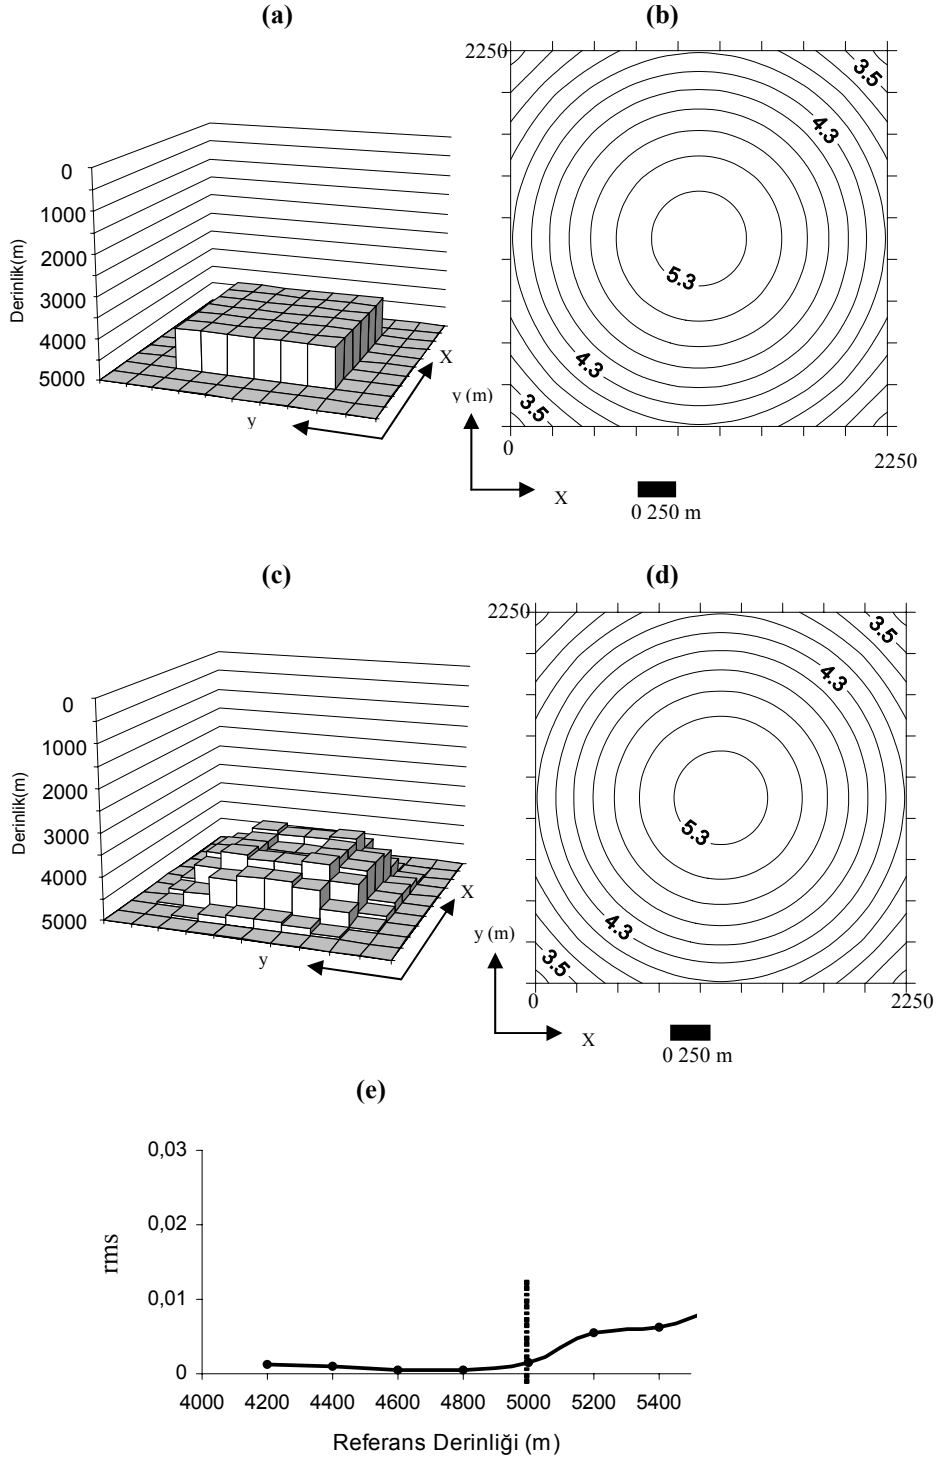 (a)
0
1000
2000
3000
4000
5000
Derinlik(m)
y
X
(b)
2250
3.5
4.3
5.3
4.3
3.5
y (m)
0
2250
X
0 250 m
(c)
0
1000
2000
3000
4000
5000
Derinlik(m)
y
X
(d)
2250
3.5
4.3
5.3
4.3
3.5
y (m)
0
2250
X
0 250 m
(e)
0,03
0,02
0,01
0
rms
4000 4200 4400 4600 4800 5000 5200 5400
Referans Derinliği (m)